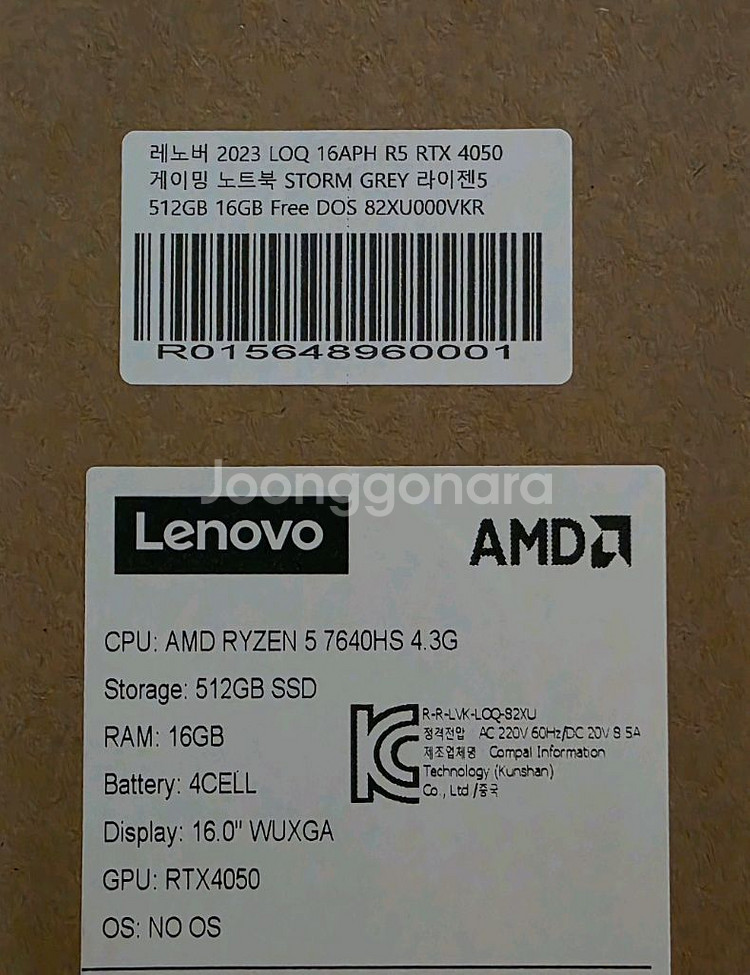 레노버 2023 LOQ 16APH R5 RTX 4050
게이밍 노트북 STORM GREY 라이젠5
512GB 16GB Free DOS 82XU000VKR
R015648960001
Joonggonara
Lenovo
AMD
CPU: AMD RYZEN 5 7640HS 4.3G
Storage: 512GB SSD
RAM: 16GB
Battery: 4CELL
Display: 16.0" WUXGA
GPU: RTX4050
OS: NO OS
R-R-LVK-LOQ-82XU
정격전압 AC 220V 60Hz/DC 20V 8.5A
제조업체명 Compal Information
Technology (Kunshan)
Co., Ltd /중국